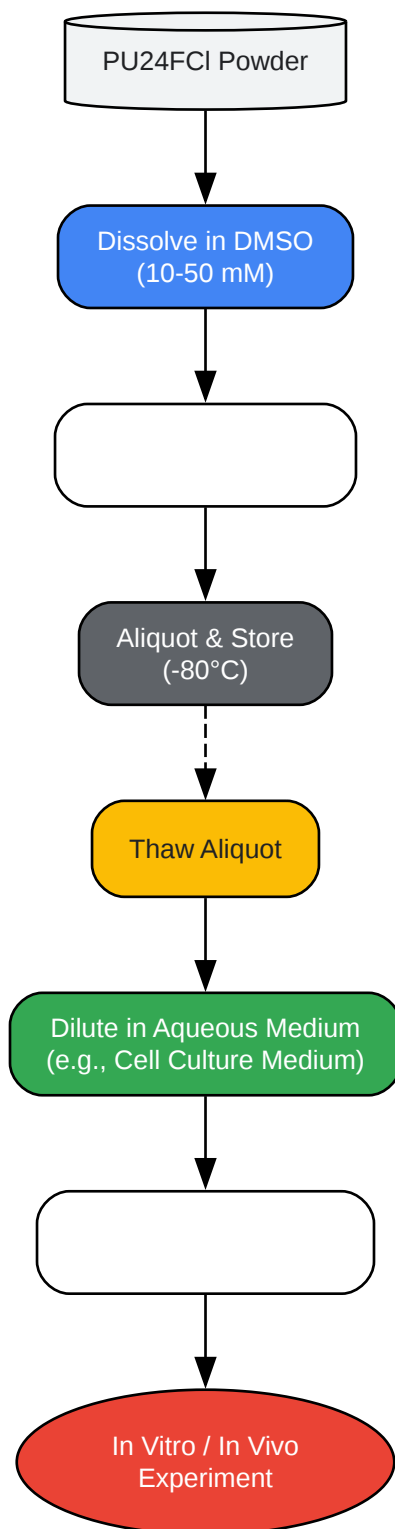 PU24FCl Powder
Dissolve in DMSO
(10-50 mM)
Aliquot & Store
(-80°C)
Thaw Aliquot
Dilute in Aqueous Medium
(e.g., Cell Culture Medium)
In Vitro / In Vivo
Experiment